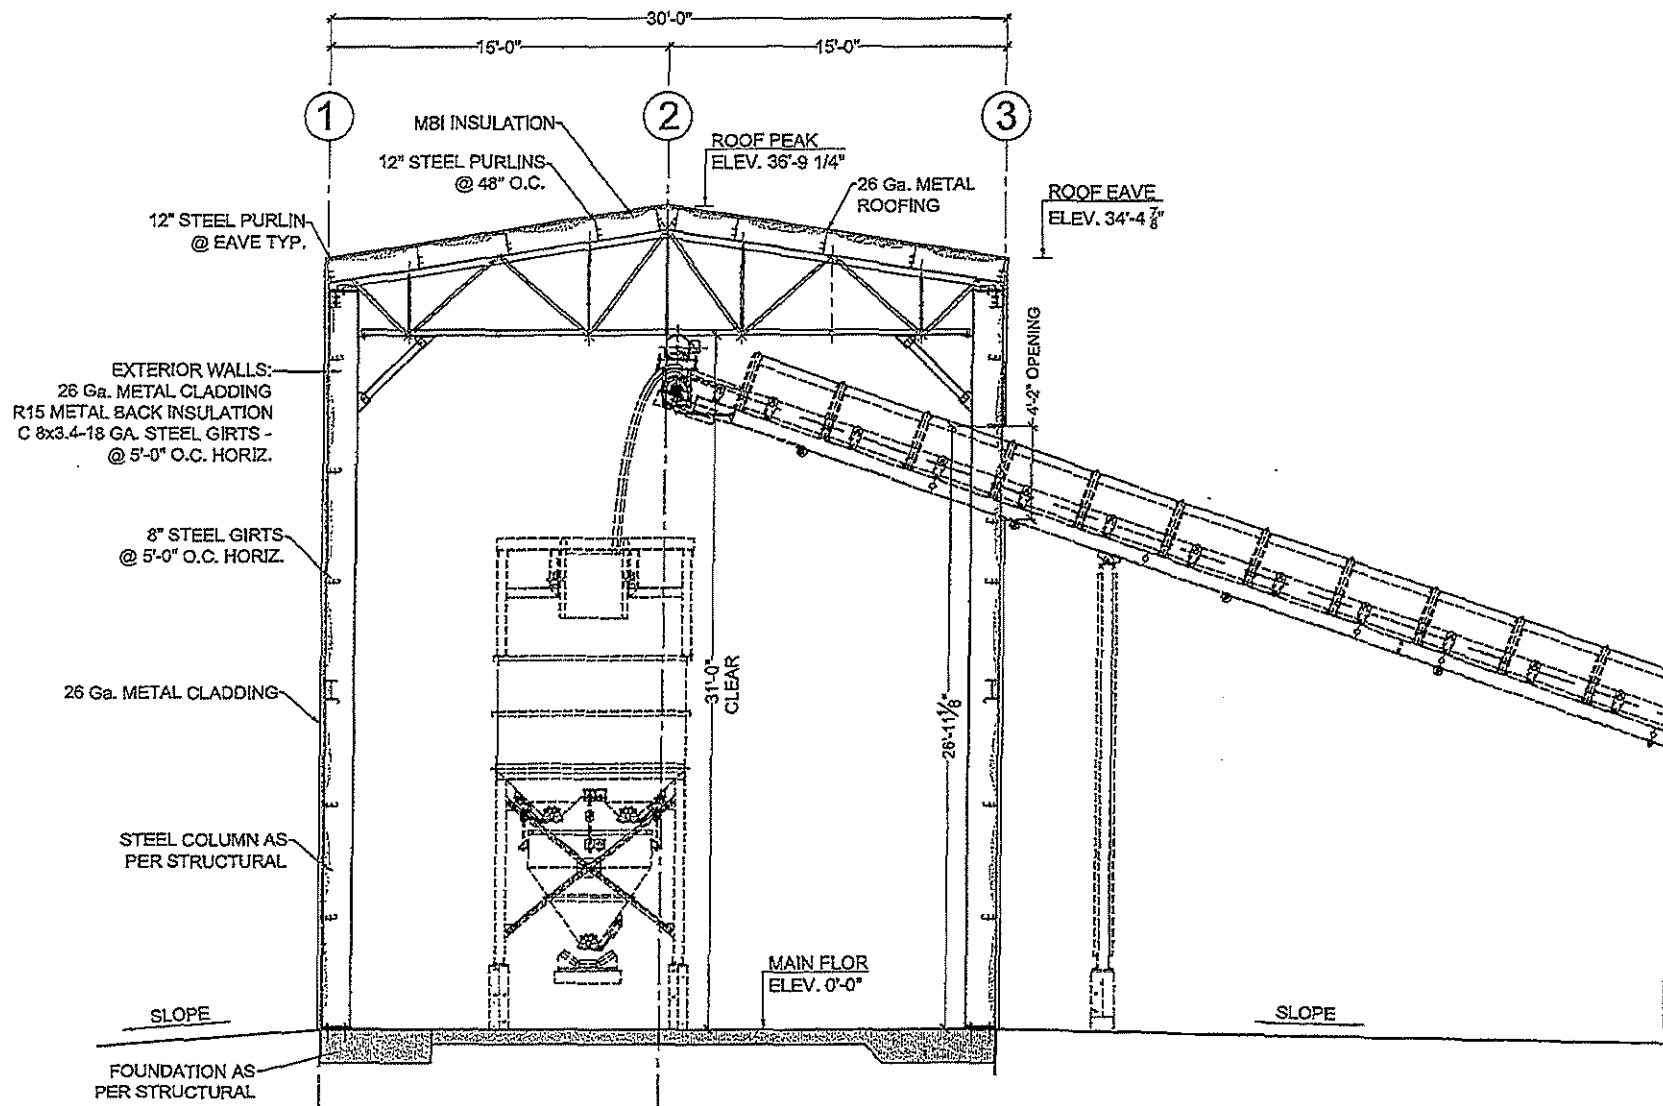 30'-0"
15'-0"
15'-0"
1
2
3
MBI INSULATION
12" STEEL PURLINS
@ 48" O.C.
ROOF PEAK
ELEV. 36'-9 1/4"
26 Ga. METAL
ROOFING
ROOF EAVE
ELEV. 34'-4 7/8"
12" STEEL PURLIN
@ EAVE TYP.
EXTERIOR WALLS:
26 Ga. METAL CLADDING
R15 METAL BACK INSULATION
C 8x3.4-18 GA. STEEL GIRTS -
@ 5'-0" O.C. HORIZ.
4'-2" OPENING
8" STEEL GIRTS
@ 5'-0" O.C. HORIZ.
26 Ga. METAL CLADDING
31'-0"
CLEAR
26'-11 1/8"
STEEL COLUMN AS
PER STRUCTURAL
MAIN FLOR
ELEV. 0'-0"
SLOPE
SLOPE
FOUNDATION AS
PER STRUCTURAL